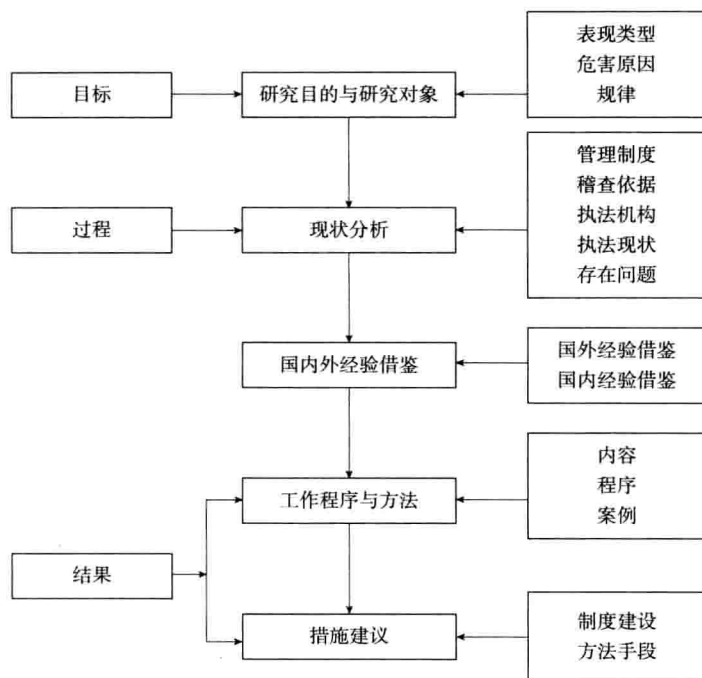 表现类型
危害原因
规律
目标
研究目的与研究对象
管理制度
稽查依据
执法机构
执法现状
存在问题
过程
现状分析
国外经验借鉴
国内经验借鉴
国内外经验借鉴
内容
程序
案例
工作程序与方法
结果
制度建设
方法手段
措施建议